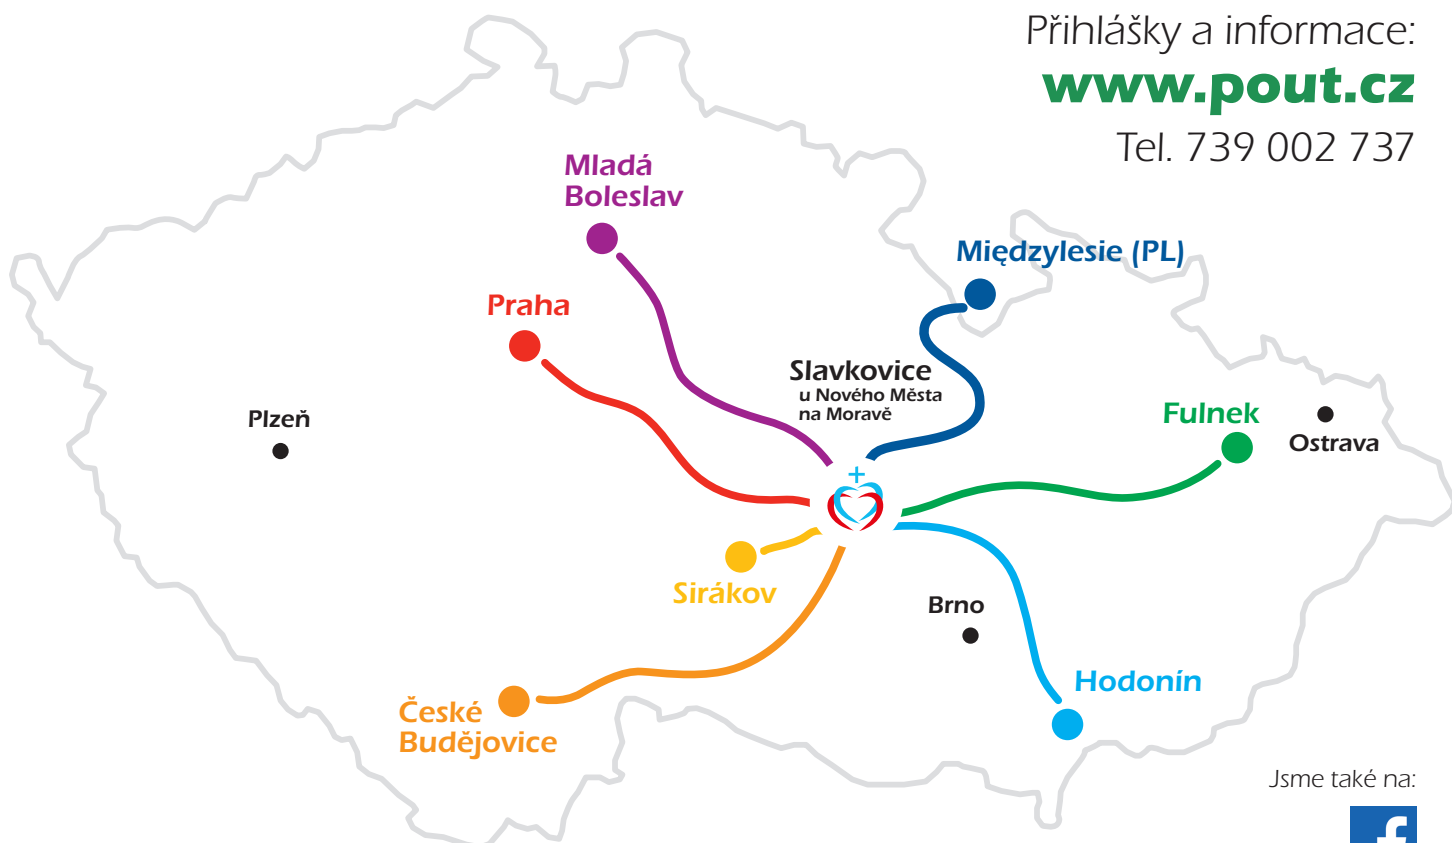 Přihlášky a informace:
www.pout.cz
Tel. 739 002 737
Mladá
Boleslav
Międzylesie (PL)
Praha
Slavkovice
u Nového Města
na Moravě
Plzeň
Fulnek
Ostrava
Sirákov
Brno
Hodonín
České
Budějovice
Jsme také na:
f